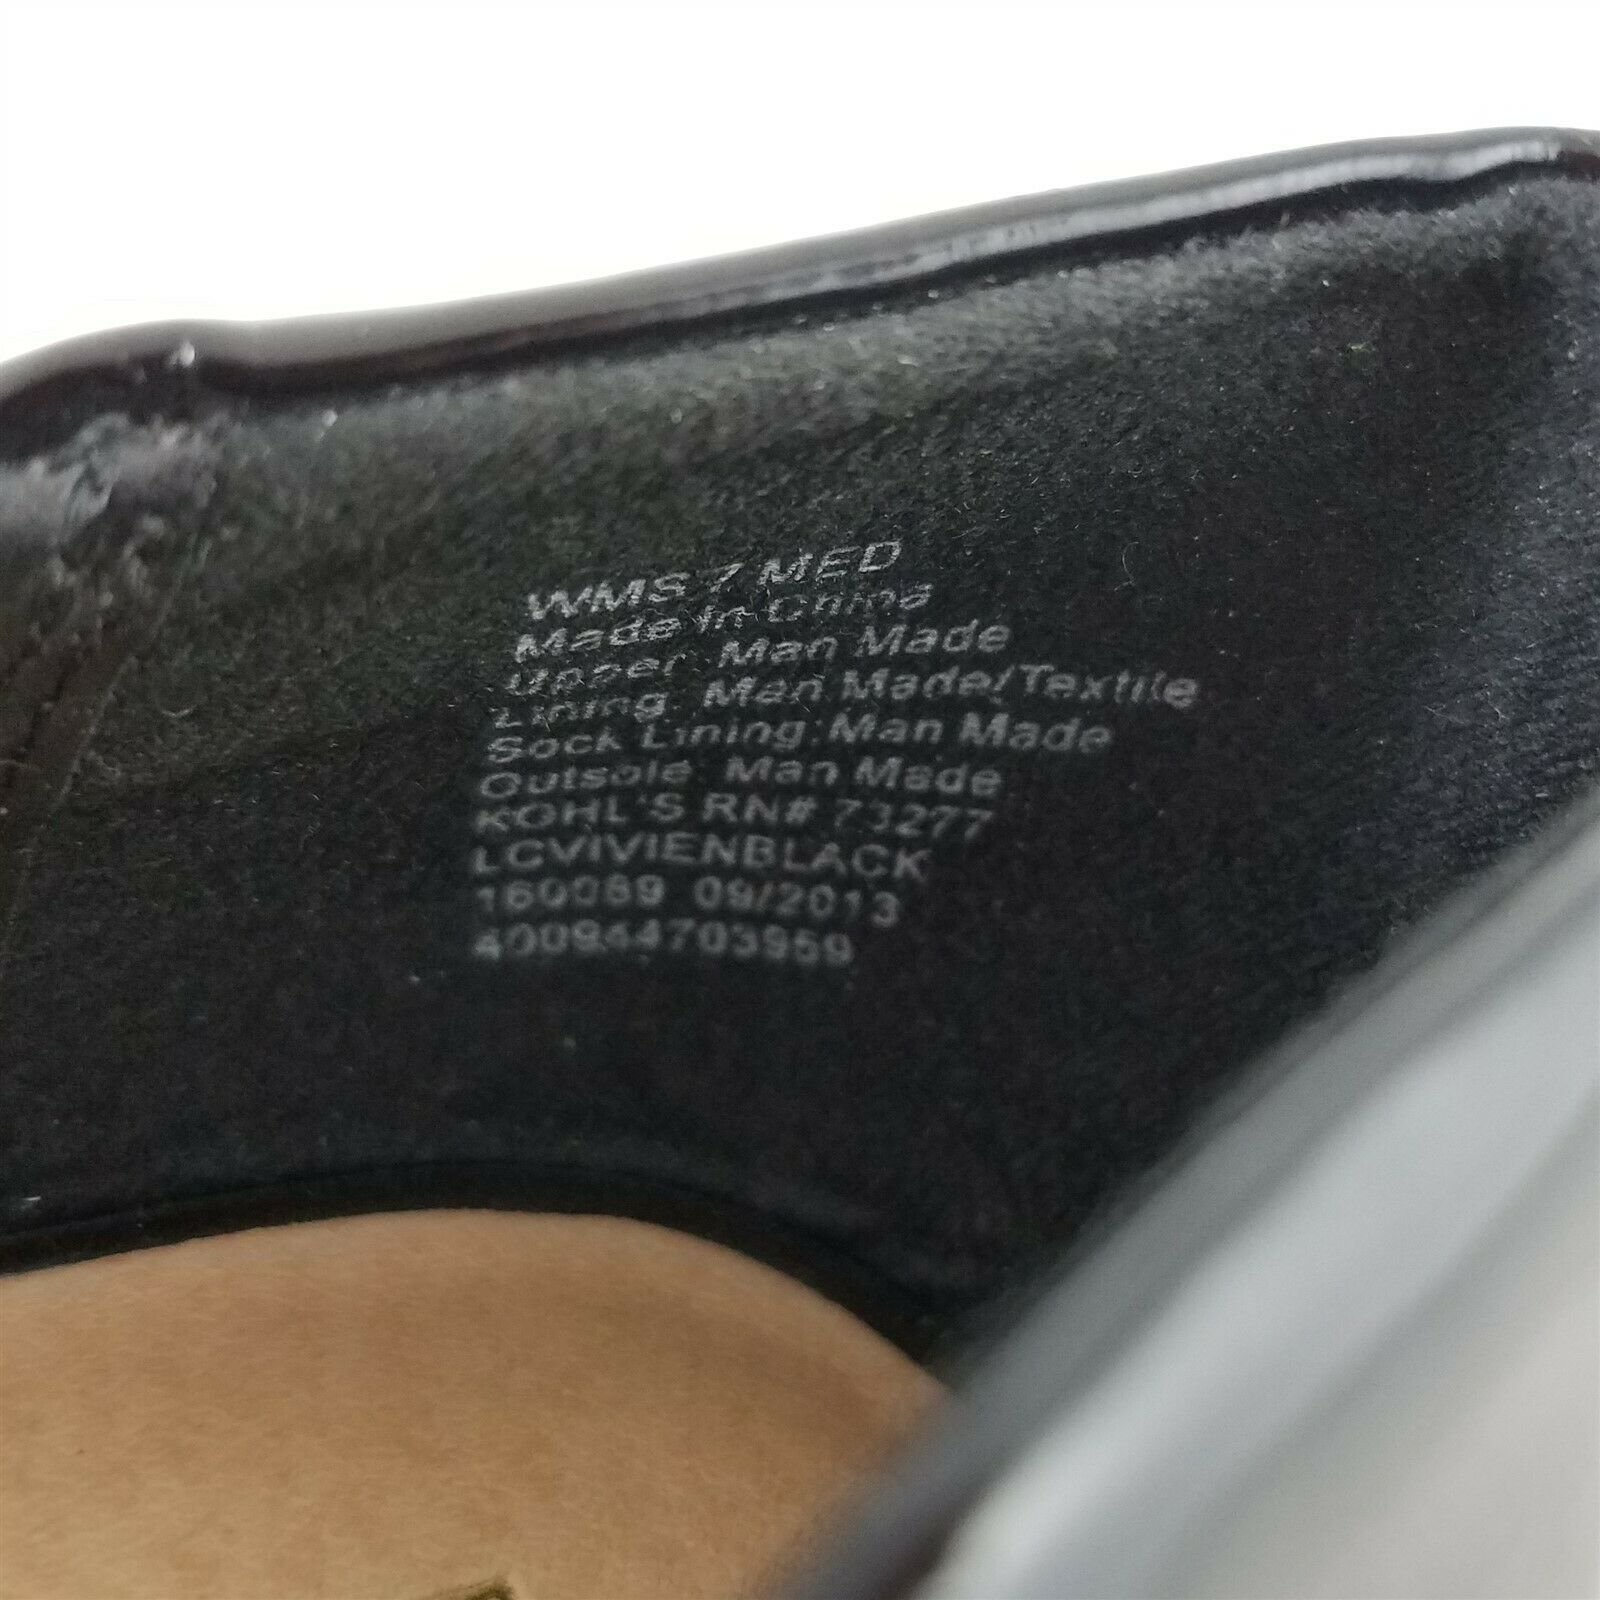 WMS 7 MED
Made in China
Upper: Man Made
Lining: Man Made/Textile
Sock Lining: Man Made
Outsole: Man Made
KOHL'S RN# 73277
LCVIVIENBLACK
160089 09/2013
400944703959